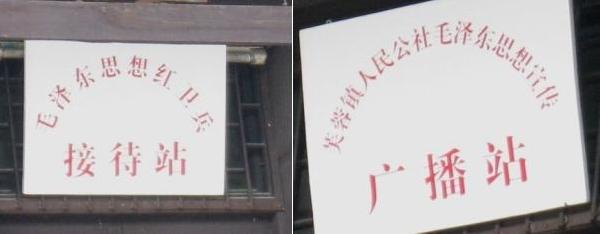 毛泽东思想红卫兵
接待站
芙蓉镇人民公社毛泽东思想宣传
广播站